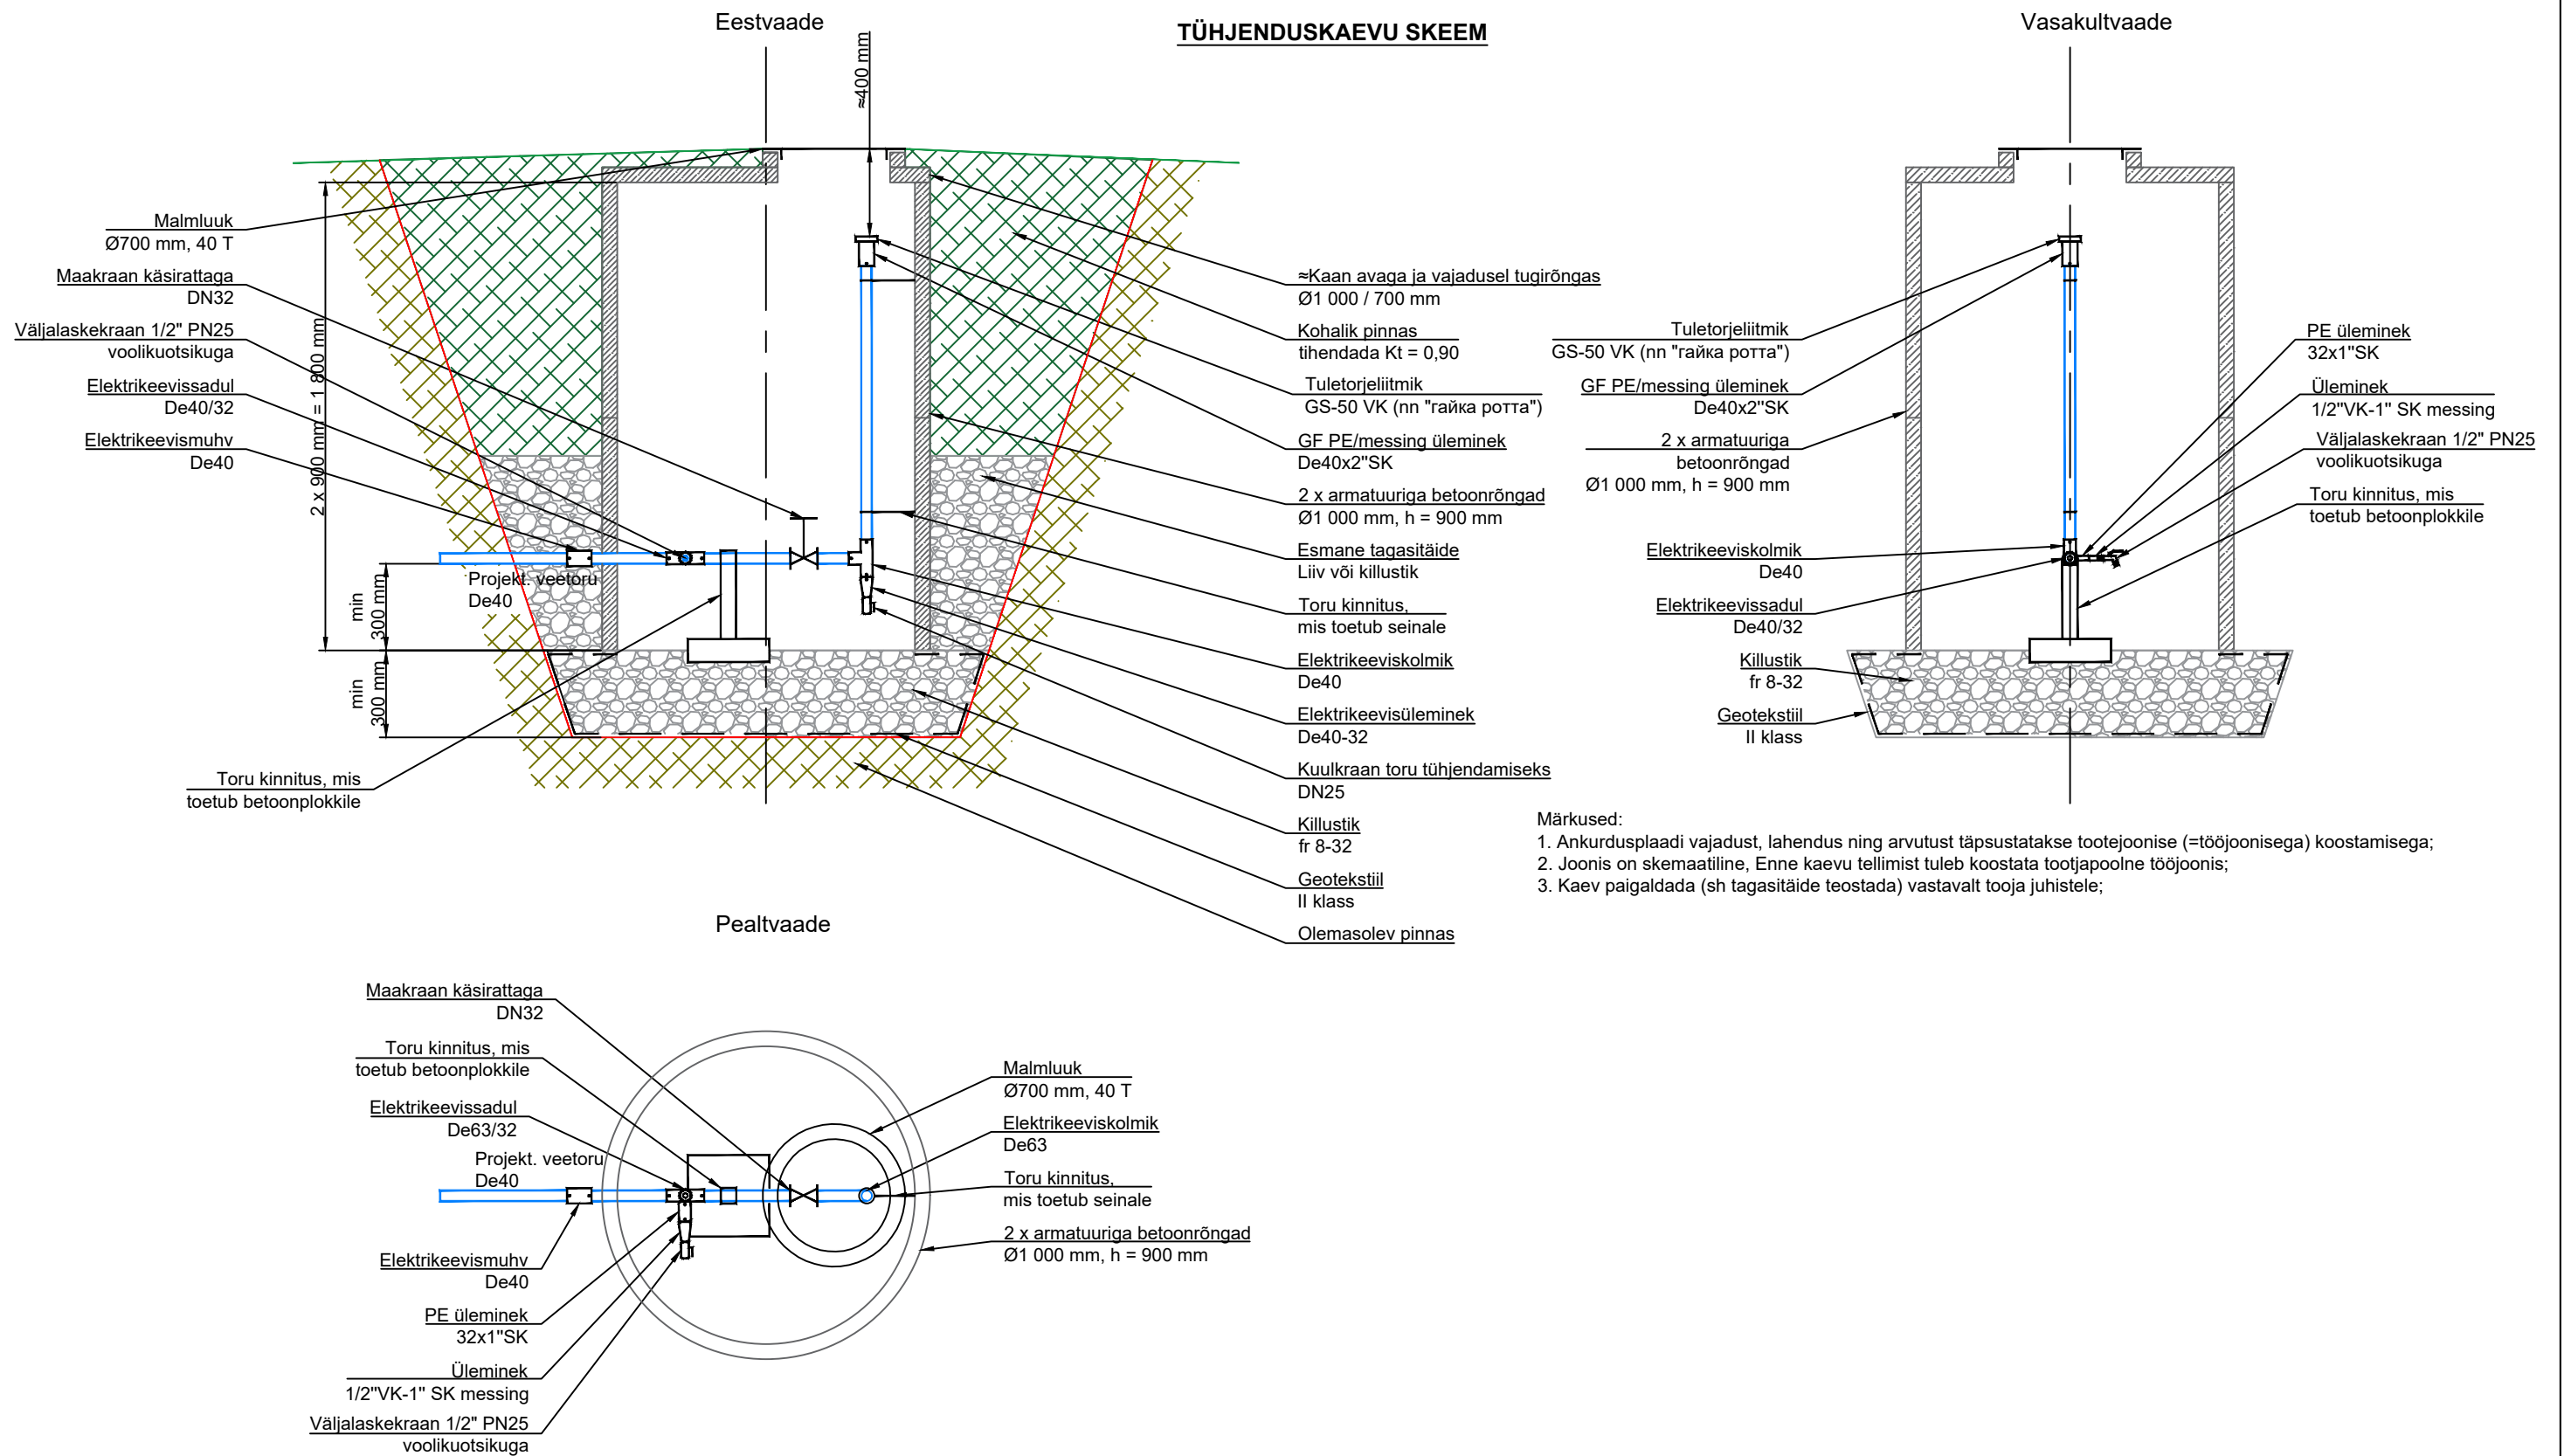 TÜHJENDUSKAEVU SKEEM
Eestvaade
≈400 mm
2 x 900 mm = 1 800 mm
min
300 mm
min
300 mm
Malmluuk
Ø700 mm, 40 T
Maakraan käsirattaga
DN32
Väljalaskekraan 1/2" PN25
voolikuotsikuga
Elektrikeevissadul
De40/32
Elektrikeevismuhv
De40
Projekt. veetoru
De40
Toru kinnitus, mis
toetub betoonplokkile
≈Kaan avaga ja vajadusel tugirõngas
Ø1 000 / 700 mm
Kohalik pinnas
tihendada Kt = 0,90
Tuletorjeliitmik
GS-50 VK (nn "гайка ротта")
GF PE/messing üleminek
De40x2"SK
2 x armatuuriga betoonrõngad
Ø1 000 mm, h = 900 mm
Esmane tagasitäide
Liiv või killustik
Toru kinnitus,
mis toetub seinale
Elektrikeeviskolmik
De40
Elektrikeevisüleminek
De40-32
Kuulkraan toru tühjendamiseks
DN25
Killustik
fr 8-32
Geotekstiil
II klass
Olemasolev pinnas
Vasakultvaade
Tuletorjeliitmik
GS-50 VK (nn "гайка ротта")
GF PE/messing üleminek
De40x2"SK
2 x armatuuriga
betoonrõngad
Ø1 000 mm, h = 900 mm
Elektrikeeviskolmik
De40
Elektrikeevissadul
De40/32
Killustik
fr 8-32
Geotekstiil
II klass
PE üleminek
32x1"SK
Üleminek
1/2"VK-1" SK messing
Väljalaskekraan 1/2" PN25
voolikuotsikuga
Toru kinnitus, mis
toetub betoonplokkile
Märkused:
1. Ankurdusplaadi vajadust, lahendus ning arvutust täpsustatakse tootejoonise (=tööjoonisega) koostamisega;
2. Joonis on skemaatiline, Enne kaevu tellimist tuleb koostata tootjapoolne tööjoonis;
3. Kaev paigaldada (sh tagasitäide teostada) vastavalt tooja juhistele;
Pealtvaade
Maakraan käsirattaga
DN32
Toru kinnitus, mis
toetub betoonplokkile
Elektrikeevissadul
De63/32
Projekt. veetoru
De40
Elektrikeevismuhv
De40
PE üleminek
32x1"SK
Üleminek
1/2"VK-1" SK messing
Väljalaskekraan 1/2" PN25
voolikuotsikuga
Malmluuk
Ø700 mm, 40 T
Elektrikeeviskolmik
De63
Toru kinnitus,
mis toetub seinale
2 x armatuuriga betoonrõngad
Ø1 000 mm, h = 900 mm